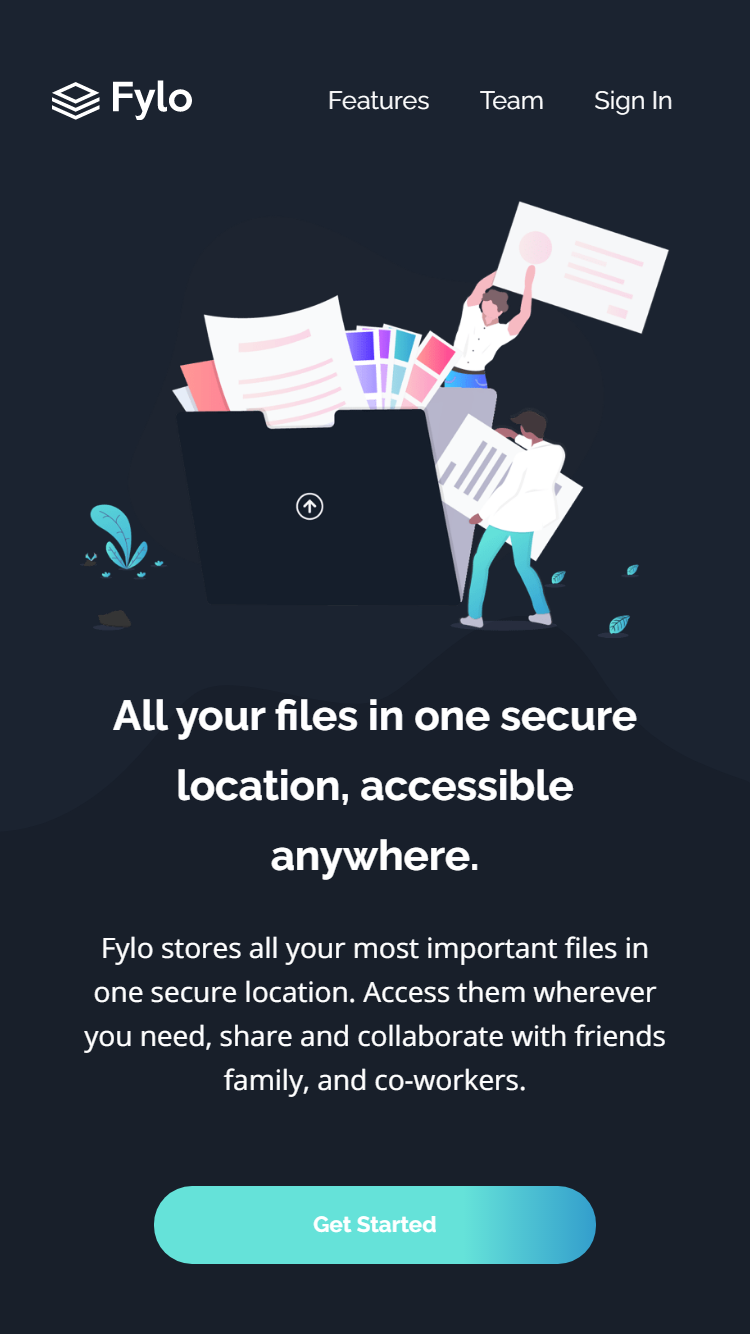 Fylo
Features Team Sign In
All your files in one secure
location, accessible
anywhere.
Fylo stores all your most important files in
one secure location. Access them wherever
you need, share and collaborate with friends
family, and co-workers.
Get Started